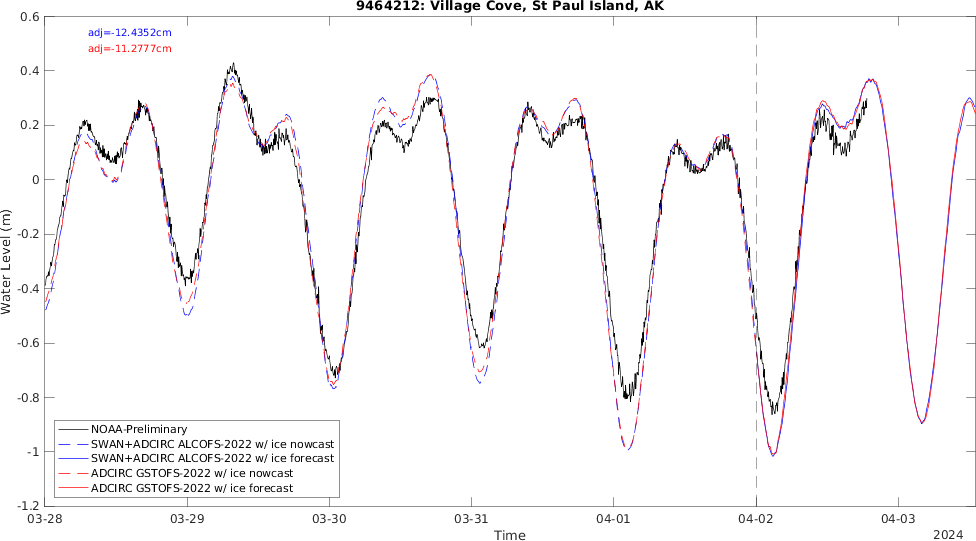 9464212: Village Cove, St Paul Island, AK
adj=-12.4352cm
adj=-11.2777cm
Water Level (m)
0.6
0.4
0.2
0
-0.2
-0.4
-0.6
-0.8
-1
-1.2
NOAA-Preliminary
SWAN+ADCIRC ALCOFS-2022 w/ ice nowcast
SWAN+ADCIRC ALCOFS-2022 w/ ice forecast
ADCIRC GSTOFS-2022 w/ ice nowcast
ADCIRC GSTOFS-2022 w/ ice forecast
03-28 03-29 03-30 03-31 04-01 04-02 04-03
Time
2024